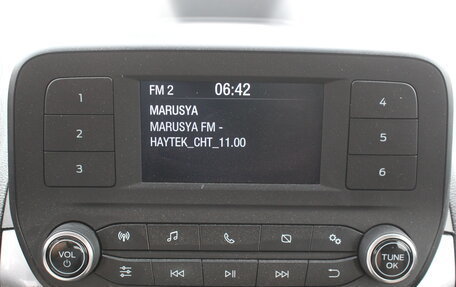 FM 2 06:42
MARUSYA
MARUSYA FM -
HAYTEK_CHT_11.00
1
2
3
4
5
6
VOL
TUNE
OK